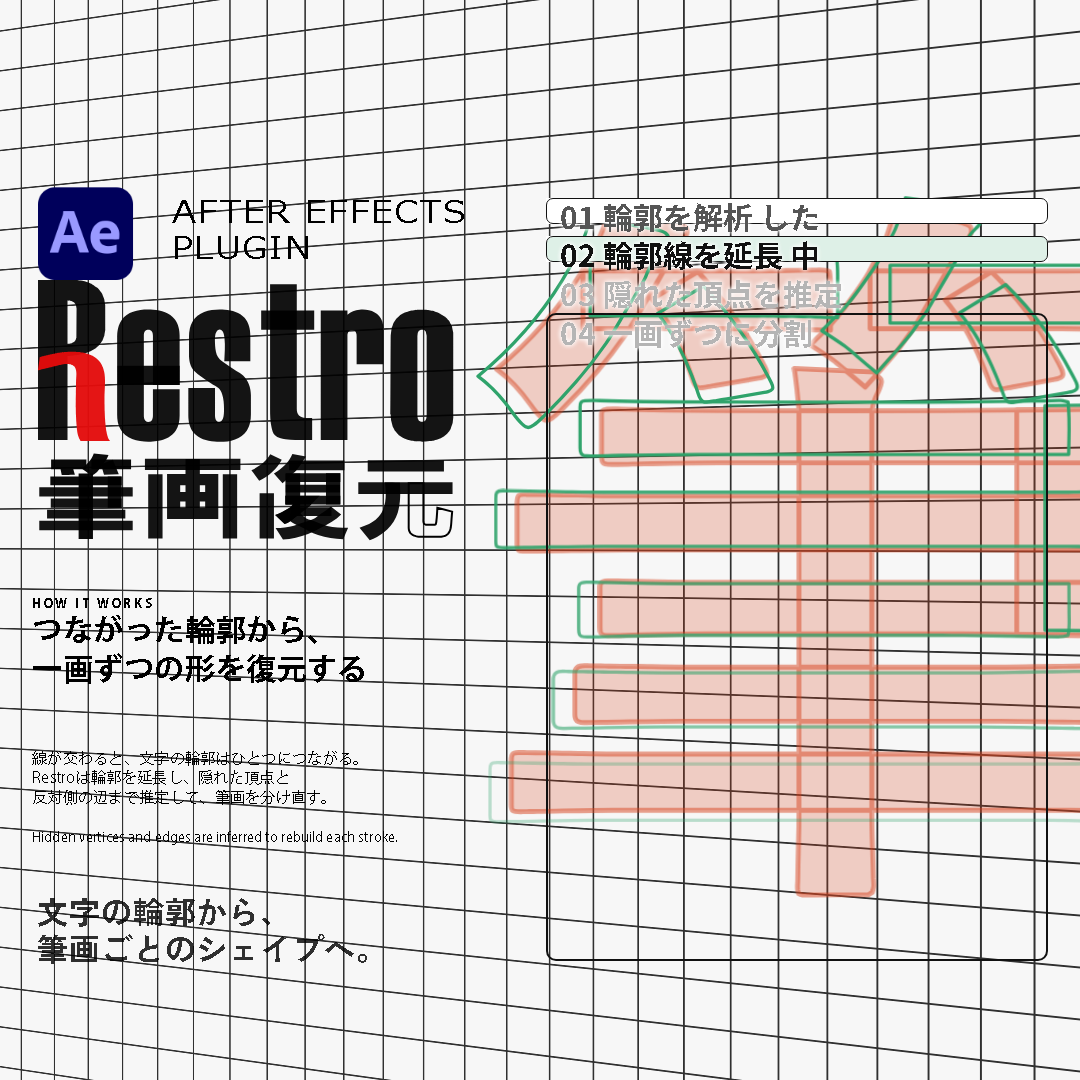 Ae
AFTER EFFECTS
PLUGIN
Restro
筆画復元
HOW IT WORKS
つながった輪郭から、
一画ずつの形を復元する
線が交わると、文字の輪郭はひとつにつながる。
Restroは輪郭を延長し、隠れた頂点と
反対側の辺まで推定して、筆画を分け直す。
Hidden vertices and edges are inferred to rebuild each stroke.
文字の輪郭から、
筆画ごとのシェイプへ。
01 輪郭を解析 した
02 輪郭線を延長 中
03 隠れた頂点を推定
04 一画ずつに分割
筆